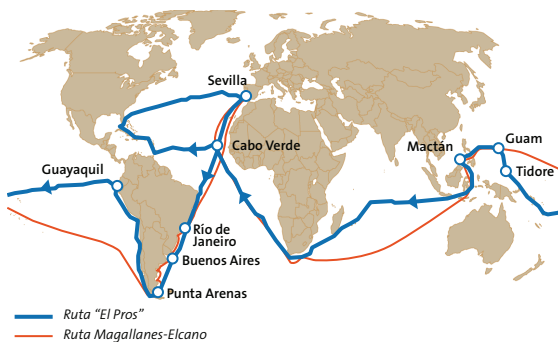 Sevilla
Guam
Cabo Verde
Mactán
Guayaquil
Tidore
Río de
Janeiro
Buenos Aires
Punta Arenas
Ruta "El Pros"
Ruta Magallanes-Elcano